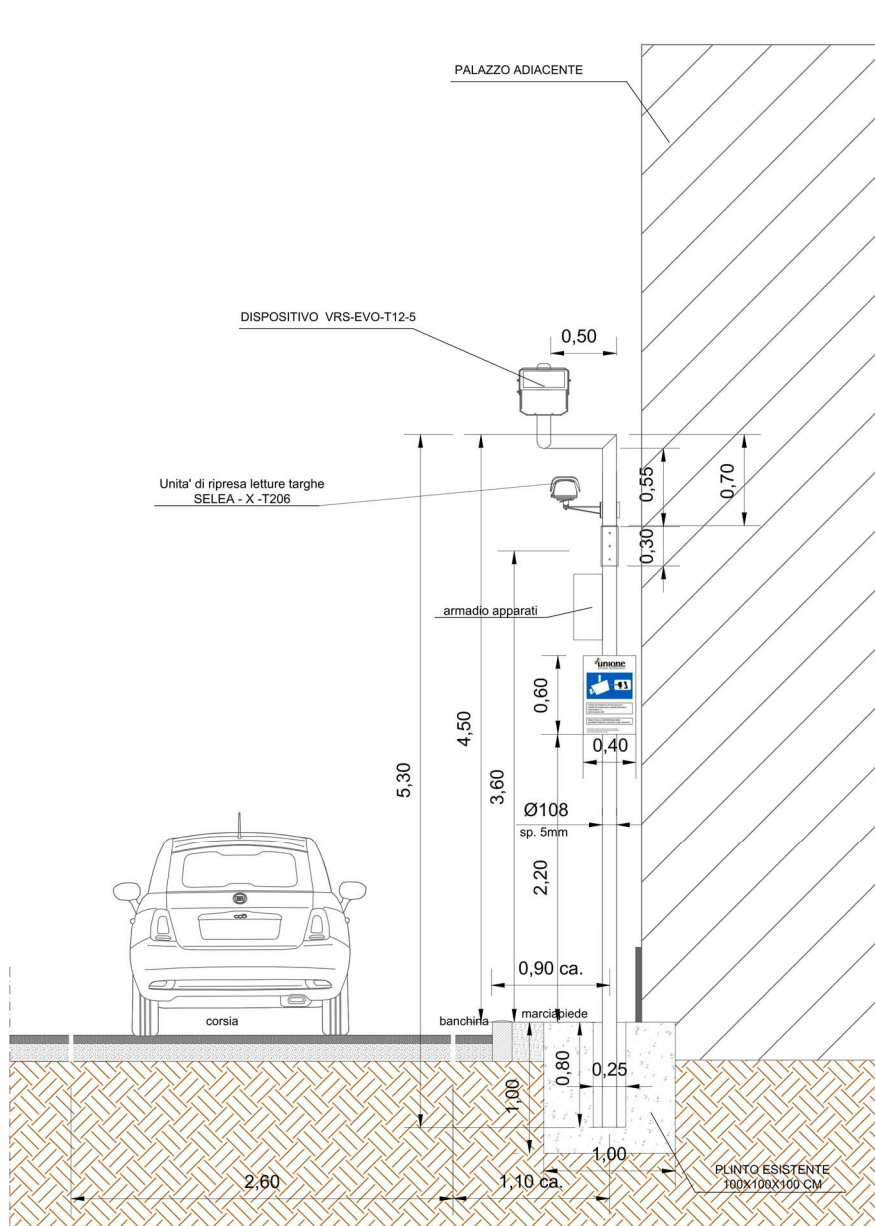 PALAZZO ADIACENTE
DISPOSITIVO VRS-EVO-T12-5
0,50
Unita' di ripresa letture targhe
SELEA - X -T206
0,55
0,70
0,30
armadio apparati
unione
0,60
0,40
4,50
5,30
3,60
Ø108
sp. 5mm
2,20
0,90 ca.
corsia
banchina
marciapiede
1,00
0,80
0,25
1,00
2,60
1,10 ca.
PLINTO ESISTENTE
100X100X100 CM